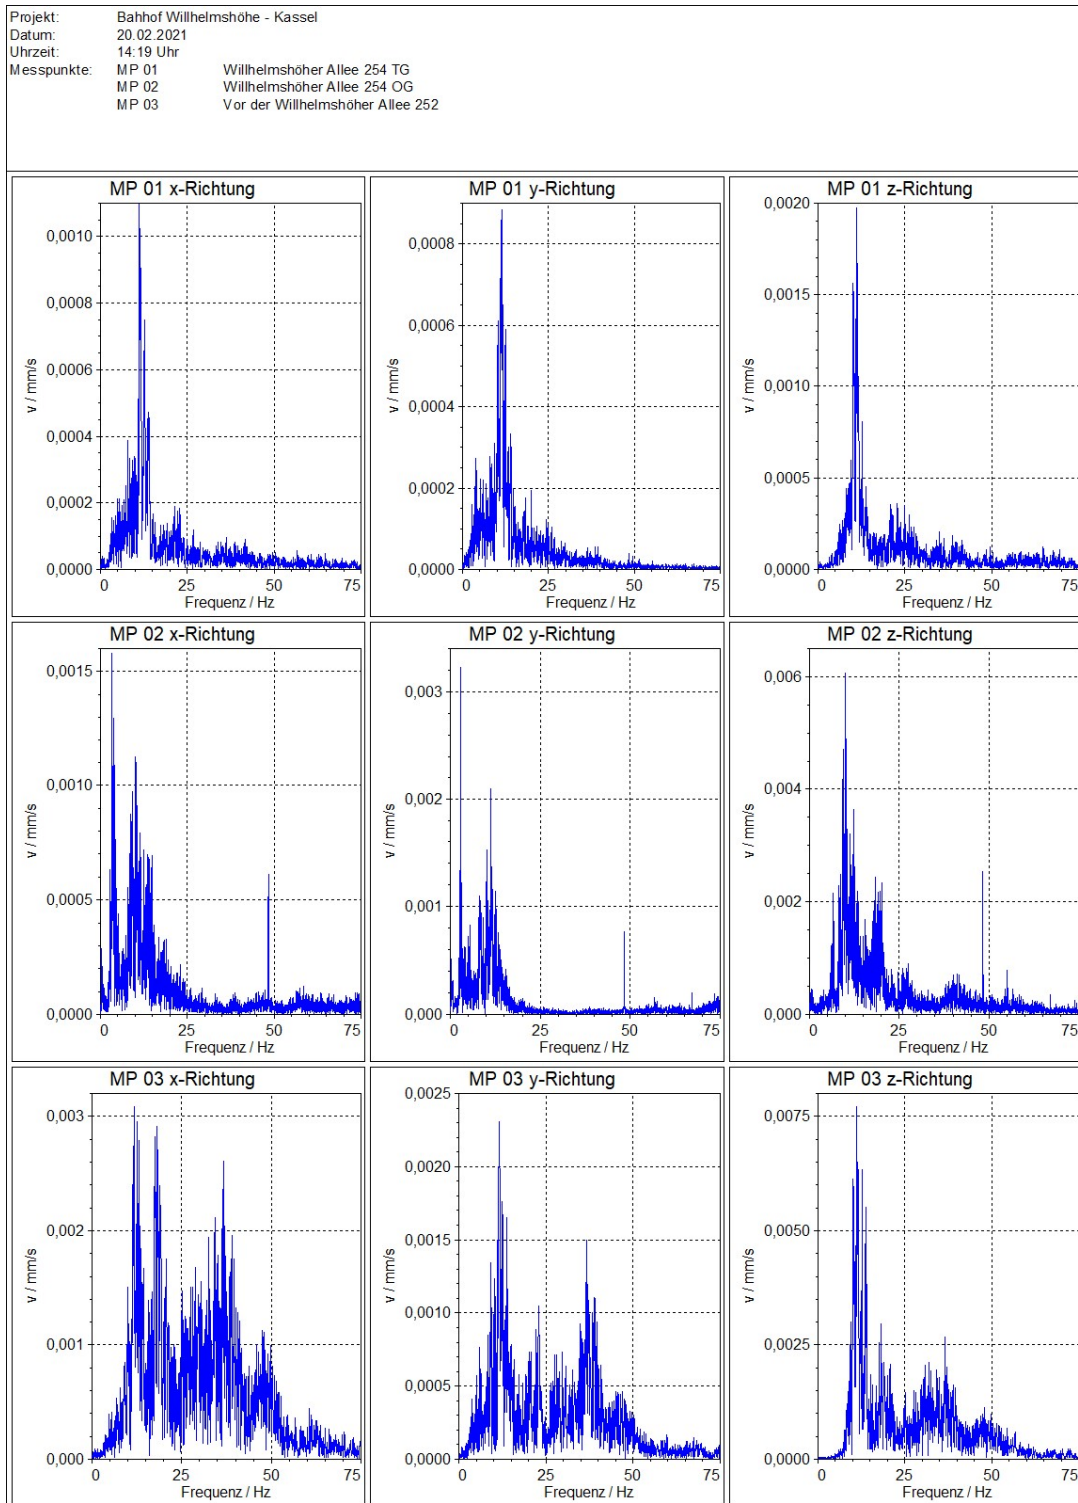 Projekt: Bahhof Willhelmshöhe - Kassel
Datum: 20.02.2021
Uhrzeit: 14:19 Uhr
Messpunkte: MP 01 Willhelmshöher Allee 254 TG
MP 02 Willhelmshöher Allee 254 OG
MP 03 Vor der Willhelmshöher Allee 252
MP 01 x-Richtung
0,0010
0,0008
0,0006
0,0004
0,0002
0,0000
v / mm/s
0 25 50 75
Frequenz / Hz
MP 01 y-Richtung
0,0008
0,0006
0,0004
0,0002
0,0000
v / mm/s
0 25 50 75
Frequenz / Hz
MP 01 z-Richtung
0,0020
0,0015
0,0010
0,0005
0,0000
v / mm/s
0 25 50 75
Frequenz / Hz
MP 02 x-Richtung
0,0015
0,0010
0,0005
0,0000
v / mm/s
0 25 50 75
Frequenz / Hz
MP 02 y-Richtung
0,003
0,002
0,001
0,000
v / mm/s
0 25 50 75
Frequenz / Hz
MP 02 z-Richtung
0,006
0,004
0,002
0,000
v / mm/s
0 25 50 75
Frequenz / Hz
MP 03 x-Richtung
0,003
0,002
0,001
0,000
v / mm/s
0 25 50 75
Frequenz / Hz
MP 03 y-Richtung
0,0025
0,0020
0,0015
0,0010
0,0005
0,0000
v / mm/s
0 25 50 75
Frequenz / Hz
MP 03 z-Richtung
0,0075
0,0050
0,0025
0,0000
v / mm/s
0 25 50 75
Frequenz / Hz